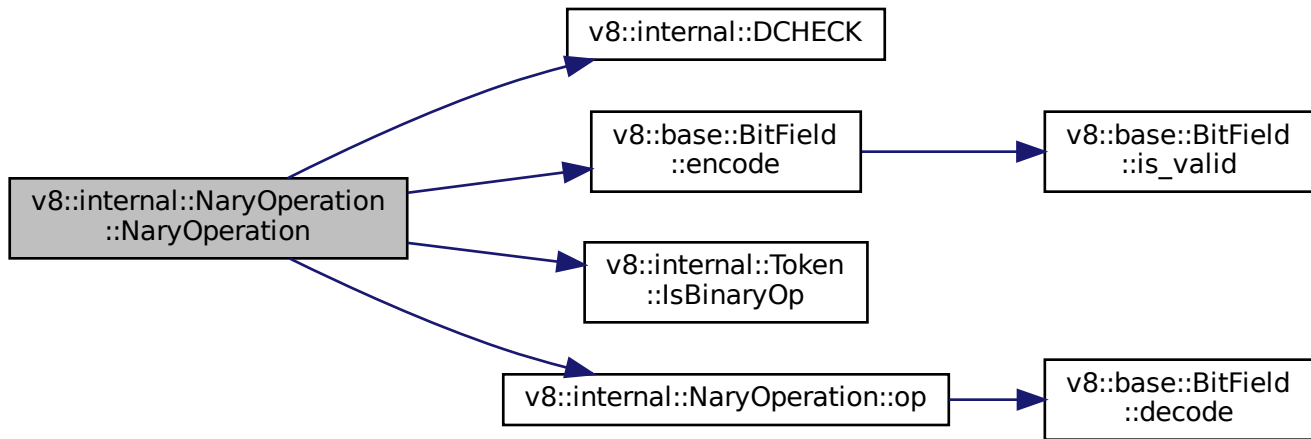 v8::internal::DCHECK
v8::base::BitField
::encode
v8::base::BitField
::is_valid
v8::internal::NaryOperation
::NaryOperation
v8::internal::Token
::IsBinaryOp
v8::internal::NaryOperation::op
v8::base::BitField
::decode